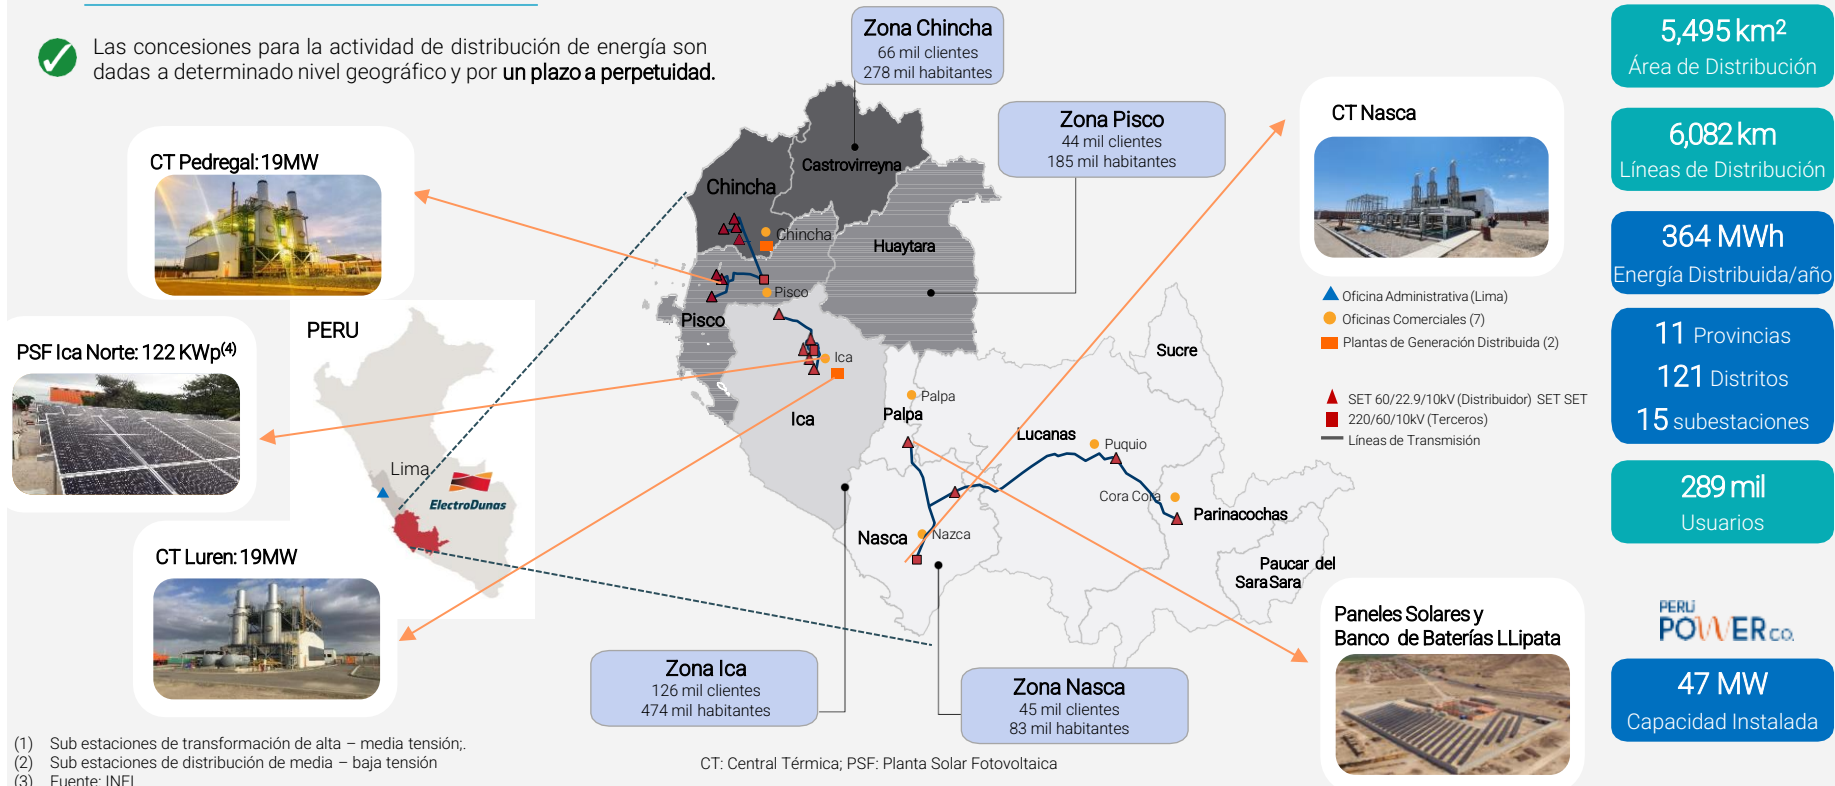 Las concesiones para la actividad de distribución de energía son
dadas a determinado nivel geográfico y por un plazo a perpetuidad.
Zona Chincha
66 mil clientes
278 mil habitantes
Zona Pisco
44 mil clientes
185 mil habitantes
CT Pedregal: 19MW
PSF Ica Norte: 122 KWp(4)
CT Luren: 19MW
PERU
Lima
ElectroDunas
Castrovirreyna
Chincha
Chincha
Huaytara
Pisco
Pisco
Ica
Ica
Palpa
Palpa
Sucre
Lucanas
Puquio
Cora Cora
Parinacochas
Nasca
Nazca
Paucar del
SaraSara
Zona Ica
126 mil clientes
474 mil habitantes
Zona Nasca
45 mil clientes
83 mil habitantes
CT Nasca
Oficina Administrativa (Lima)
Oficinas Comerciales (7)
Plantas de Generación Distribuida (2)
SET 60/22.9/10kV (Distribuidor) SET SET
220/60/10kV (Terceros)
Líneas de Transmisión
Paneles Solares y
Banco de Baterías LLipata
5,495 km²
Área de Distribución
6,082 km
Líneas de Distribución
364 MWh
Energía Distribuida/año
11 Provincias
121 Distritos
15 subestaciones
289 mil
Usuarios
PERÚ
POWER CO.
47 MW
Capacidad Instalada
(1) Sub estaciones de transformación de alta – media tensión;.
(2) Sub estaciones de distribución de media – baja tensión
(3) Fuente: INEI
CT: Central Térmica; PSF: Planta Solar Fotovoltaica